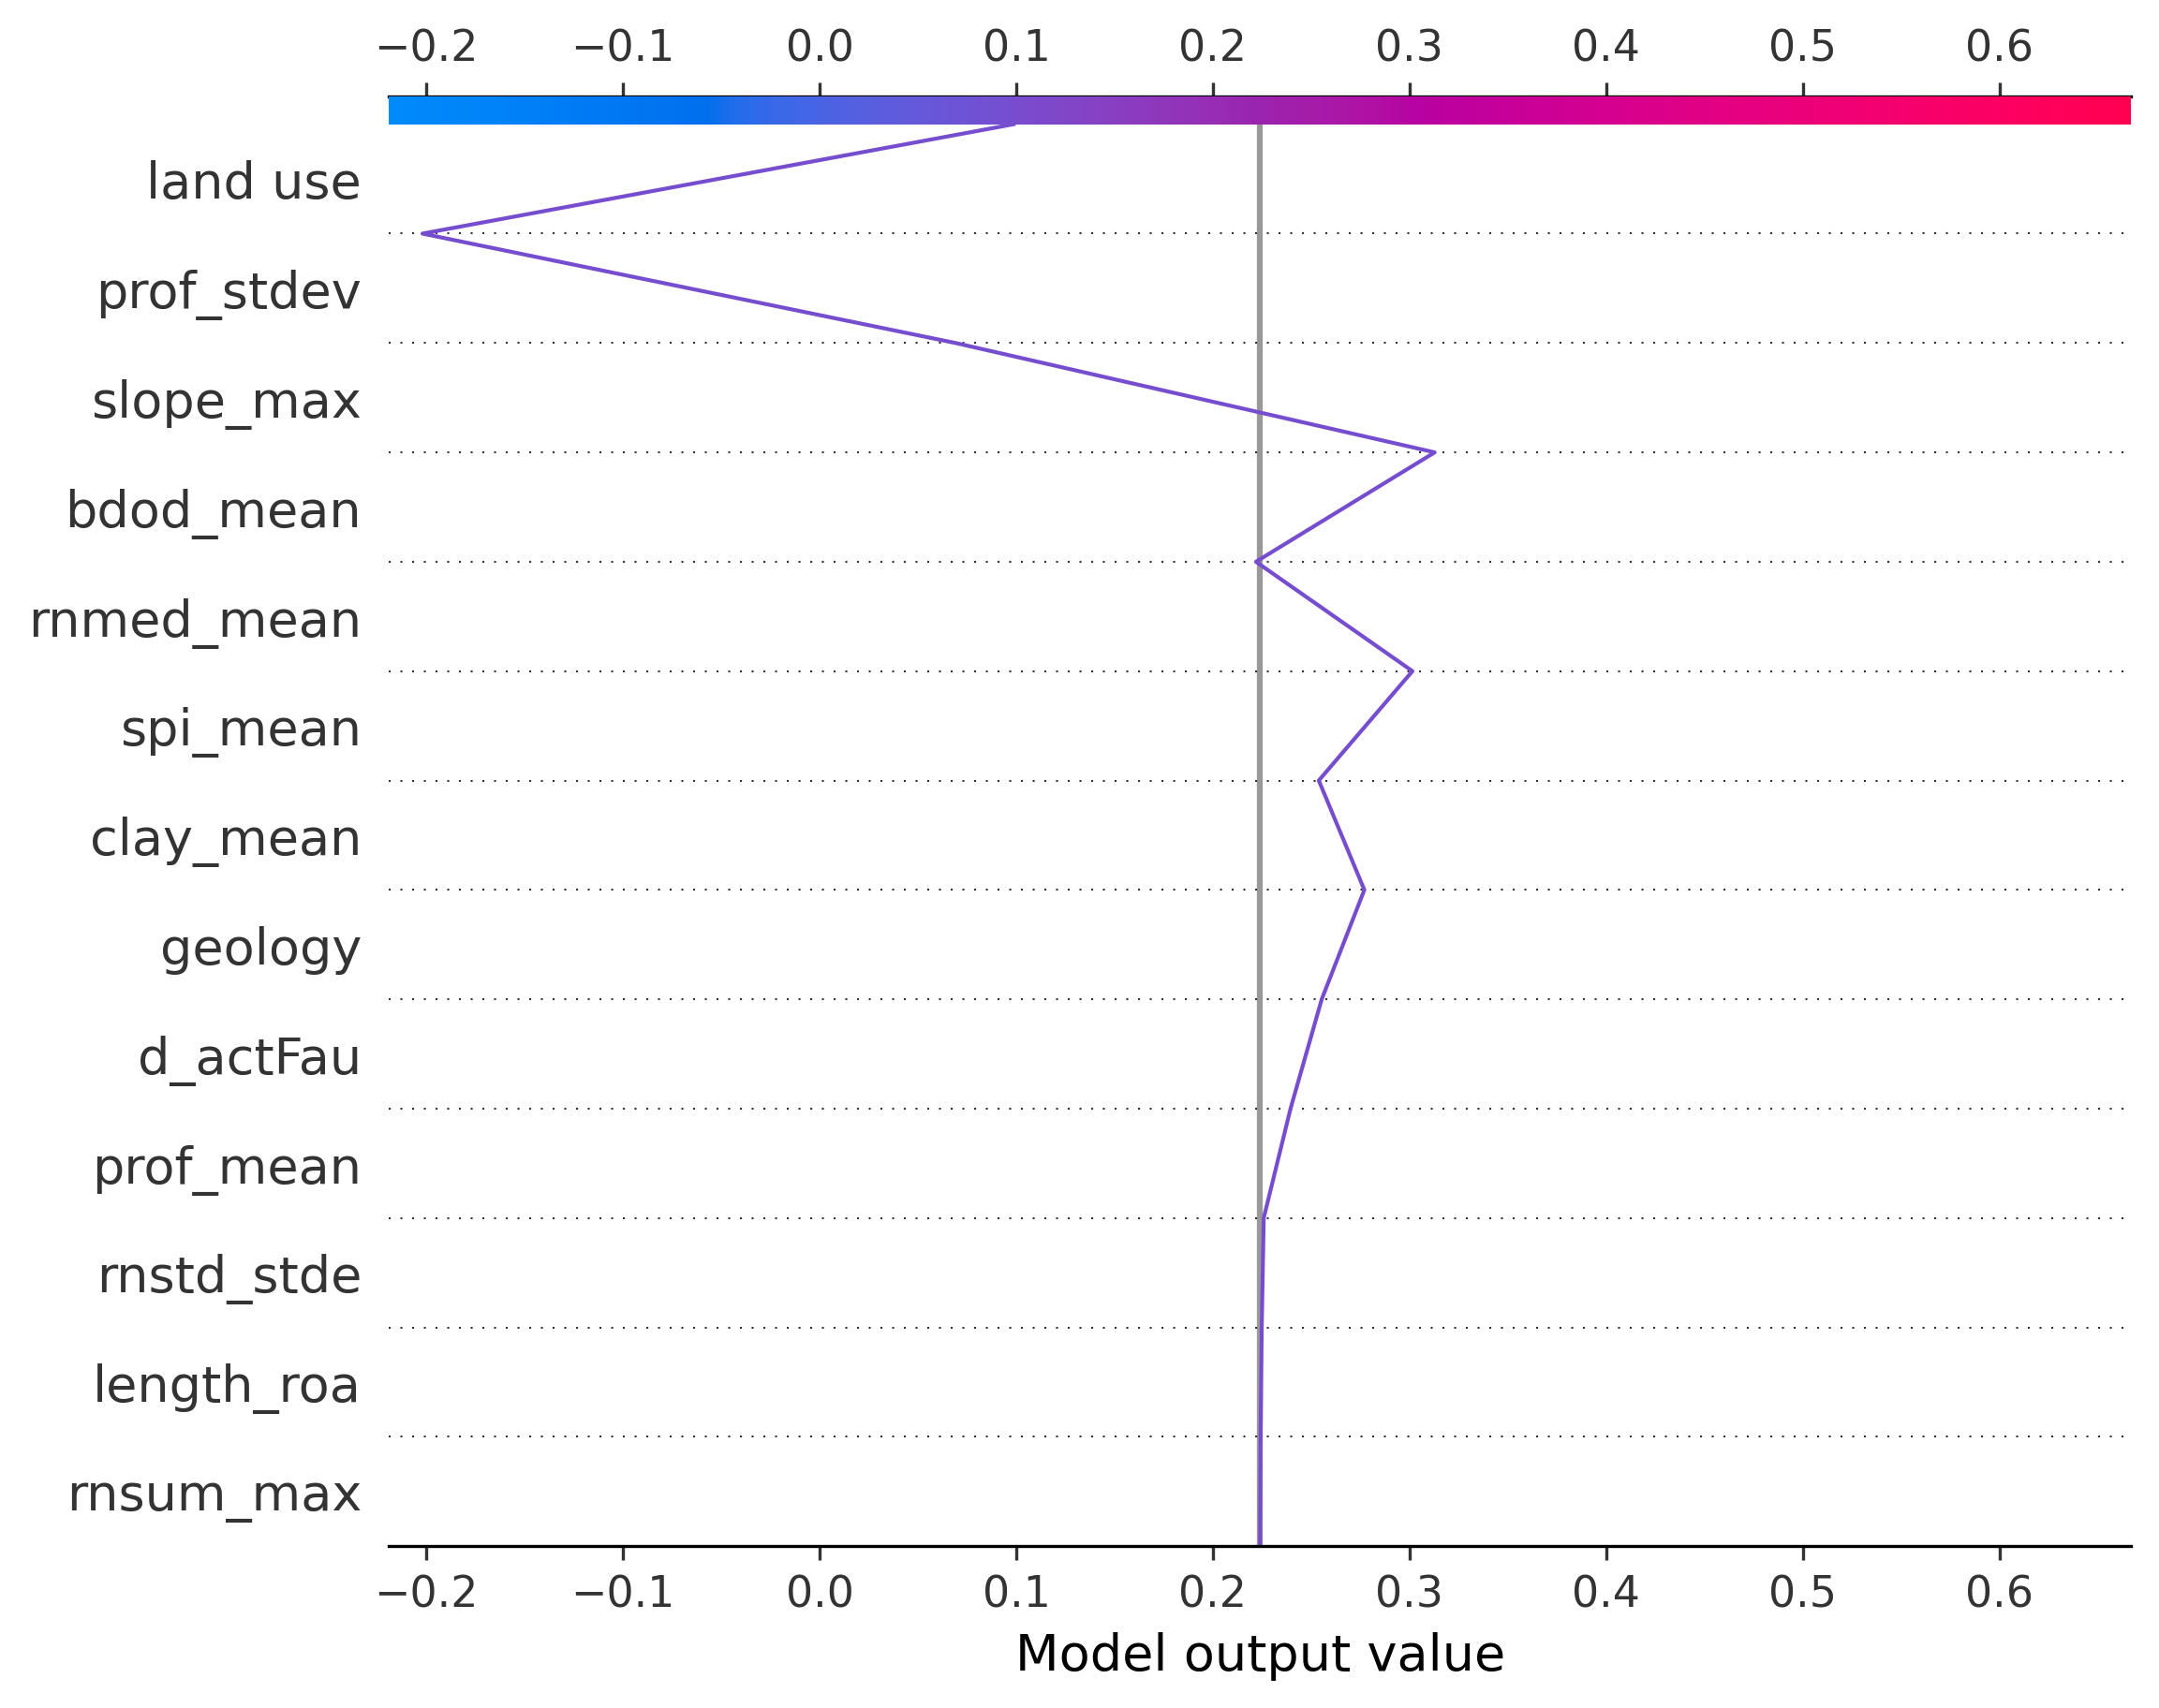 −0.2 −0.1 0.0 0.1 0.2 0.3 0.4 0.5 0.6
land use
prof_stdev
slope_max
bdod_mean
rnmed_mean
spi_mean
clay_mean
geology
d_actFau
prof_mean
rnstd_stde
length_roa
rnsum_max
−0.2 −0.1 0.0 0.1 0.2 0.3 0.4 0.5 0.6
Model output value